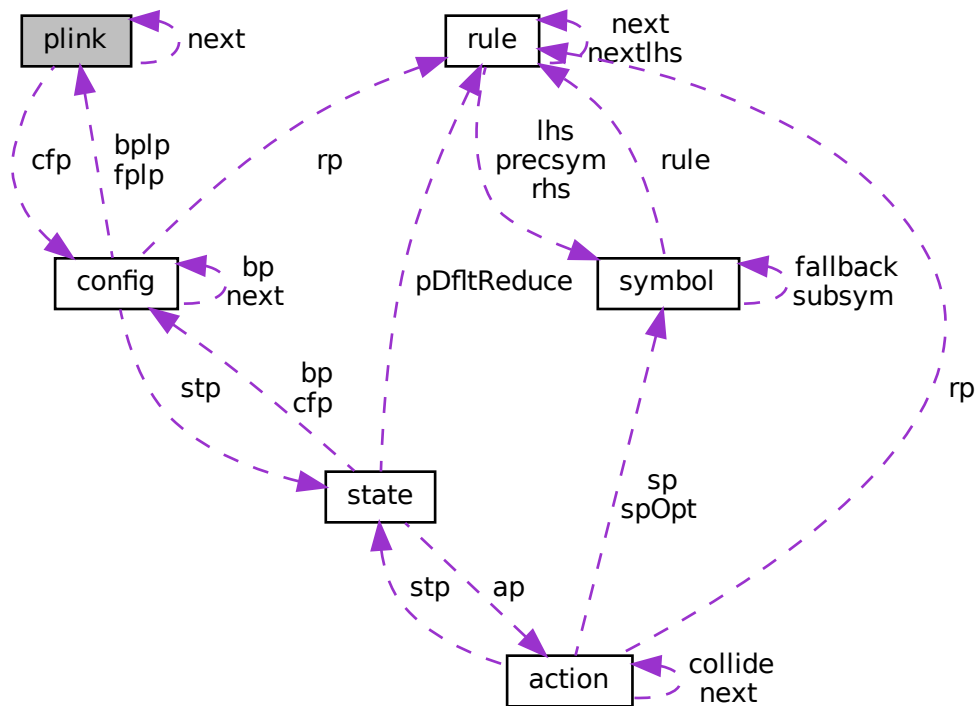 plink
next
rule
next
nextlhs
cfp
bplp
fplp
rp
lhs
precsym
rhs
rule
config
bp
next
pDfltReduce
symbol
fallback
subsym
stp
bp
cfp
rp
state
sp
spOpt
stp
ap
action
collide
next